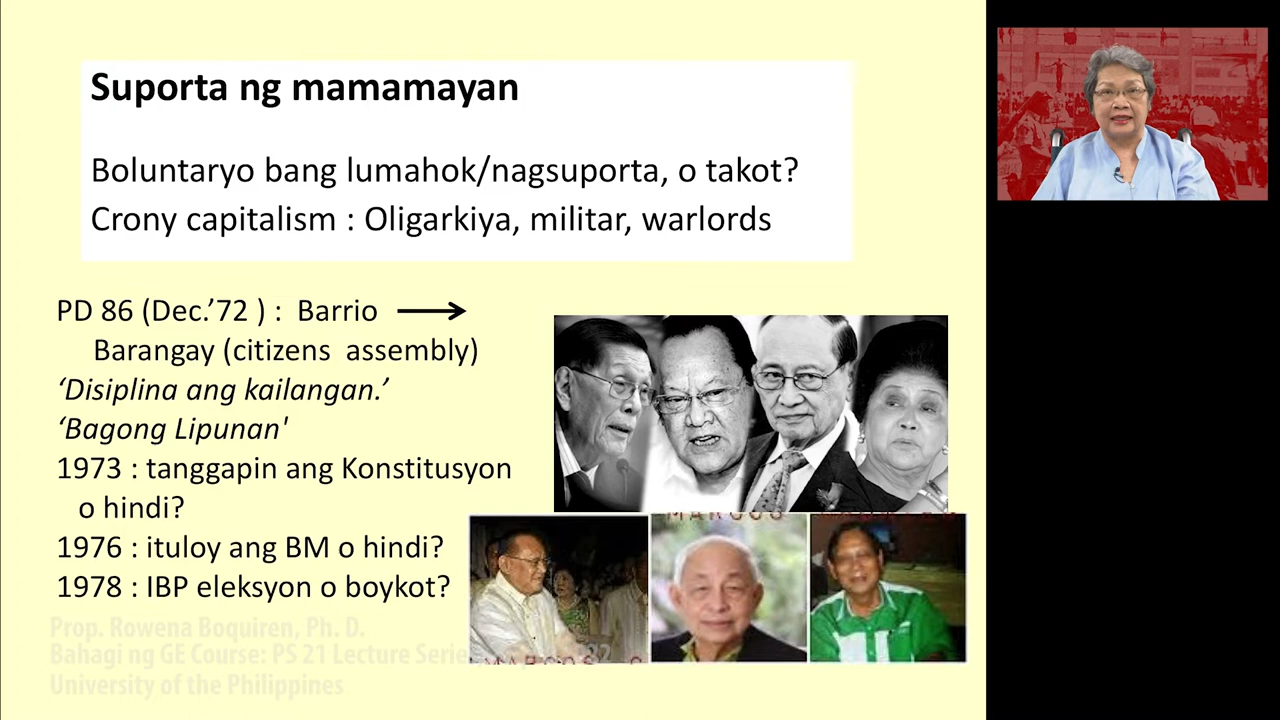 Suporta ng mamamayan
Boluntaryo bang lumahok/nagsuporta, o takot?
Crony capitalism : Oligarkiya, militar, warlords
PD 86 (Dec.’72 ) : Barrio
Barangay (citizens assembly)
‘Disiplina ang kailangan.’
‘Bagong Lipunan'
1973 : tanggapin ang Konstitusyon
o hindi?
1976 : ituloy ang BM o hindi?
1978 : IBP eleksyon o boykot?
Prop. Rowena Boquiren, Ph. D.
Bahagi ng GE Course: PS 21 Lecture
University of the Philippines